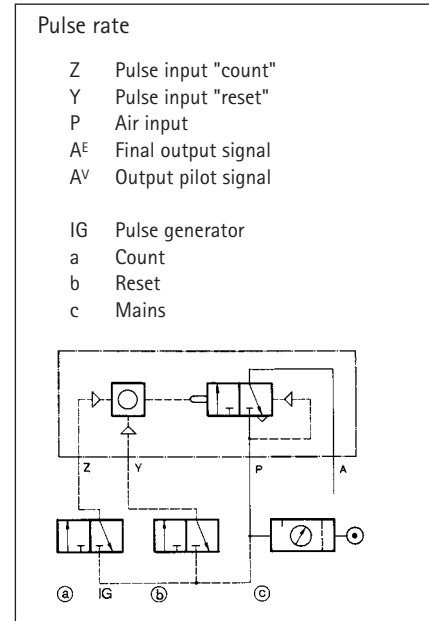 Pulse rate
Z Pulse input "count"
Y Pulse input "reset"
P Air input
Aᴱ Final output signal
Aⱽ Output pilot signal
IG Pulse generator
a Count
b Reset
c Mains
Z Y P A
ⓐ IG ⓑ ⓒ